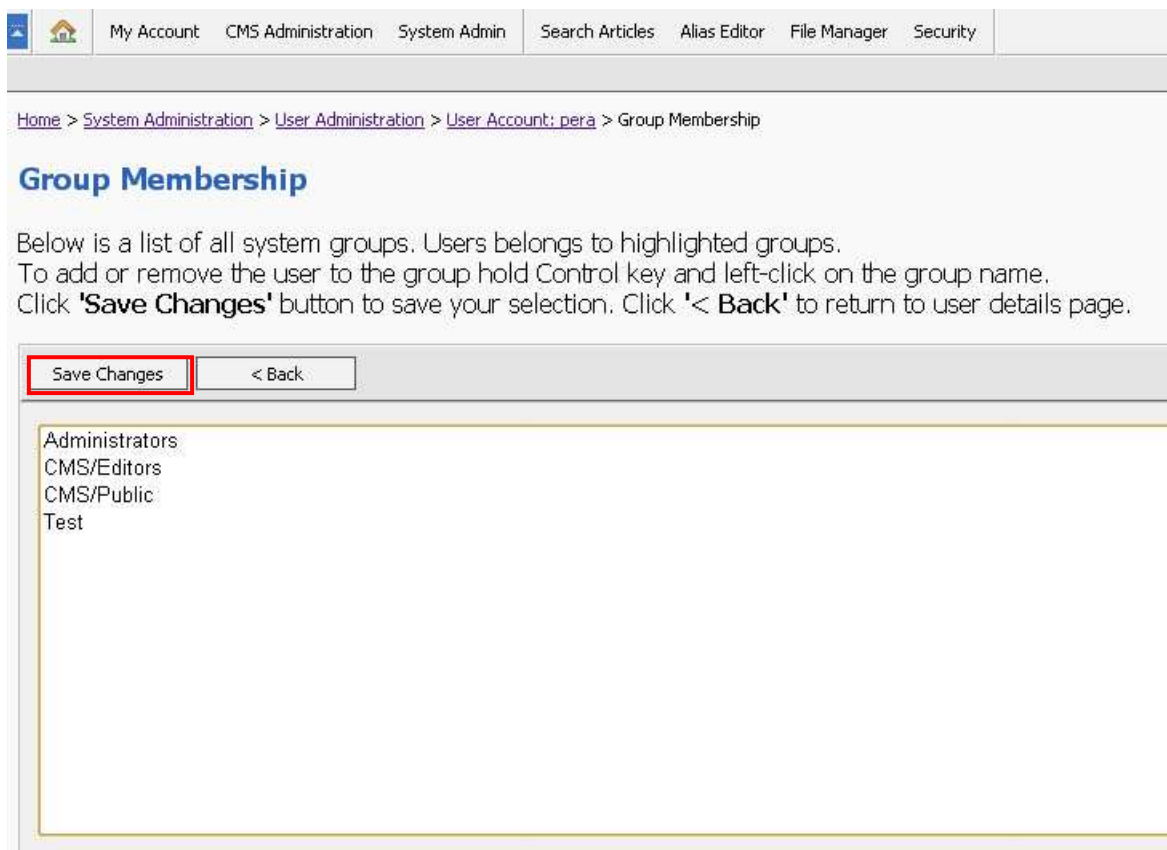 My Account CMS Administration System Admin Search Articles Alias Editor File Manager Security
Home > System Administration > User Administration > User Account: pera > Group Membership
Group Membership
Below is a list of all system groups. Users belongs to highlighted groups.
To add or remove the user to the group hold Control key and left-click on the group name.
Click 'Save Changes' button to save your selection. Click '< Back' to return to user details page.
Save Changes < Back
Administrators
CMS/Editors
CMS/Public
Test